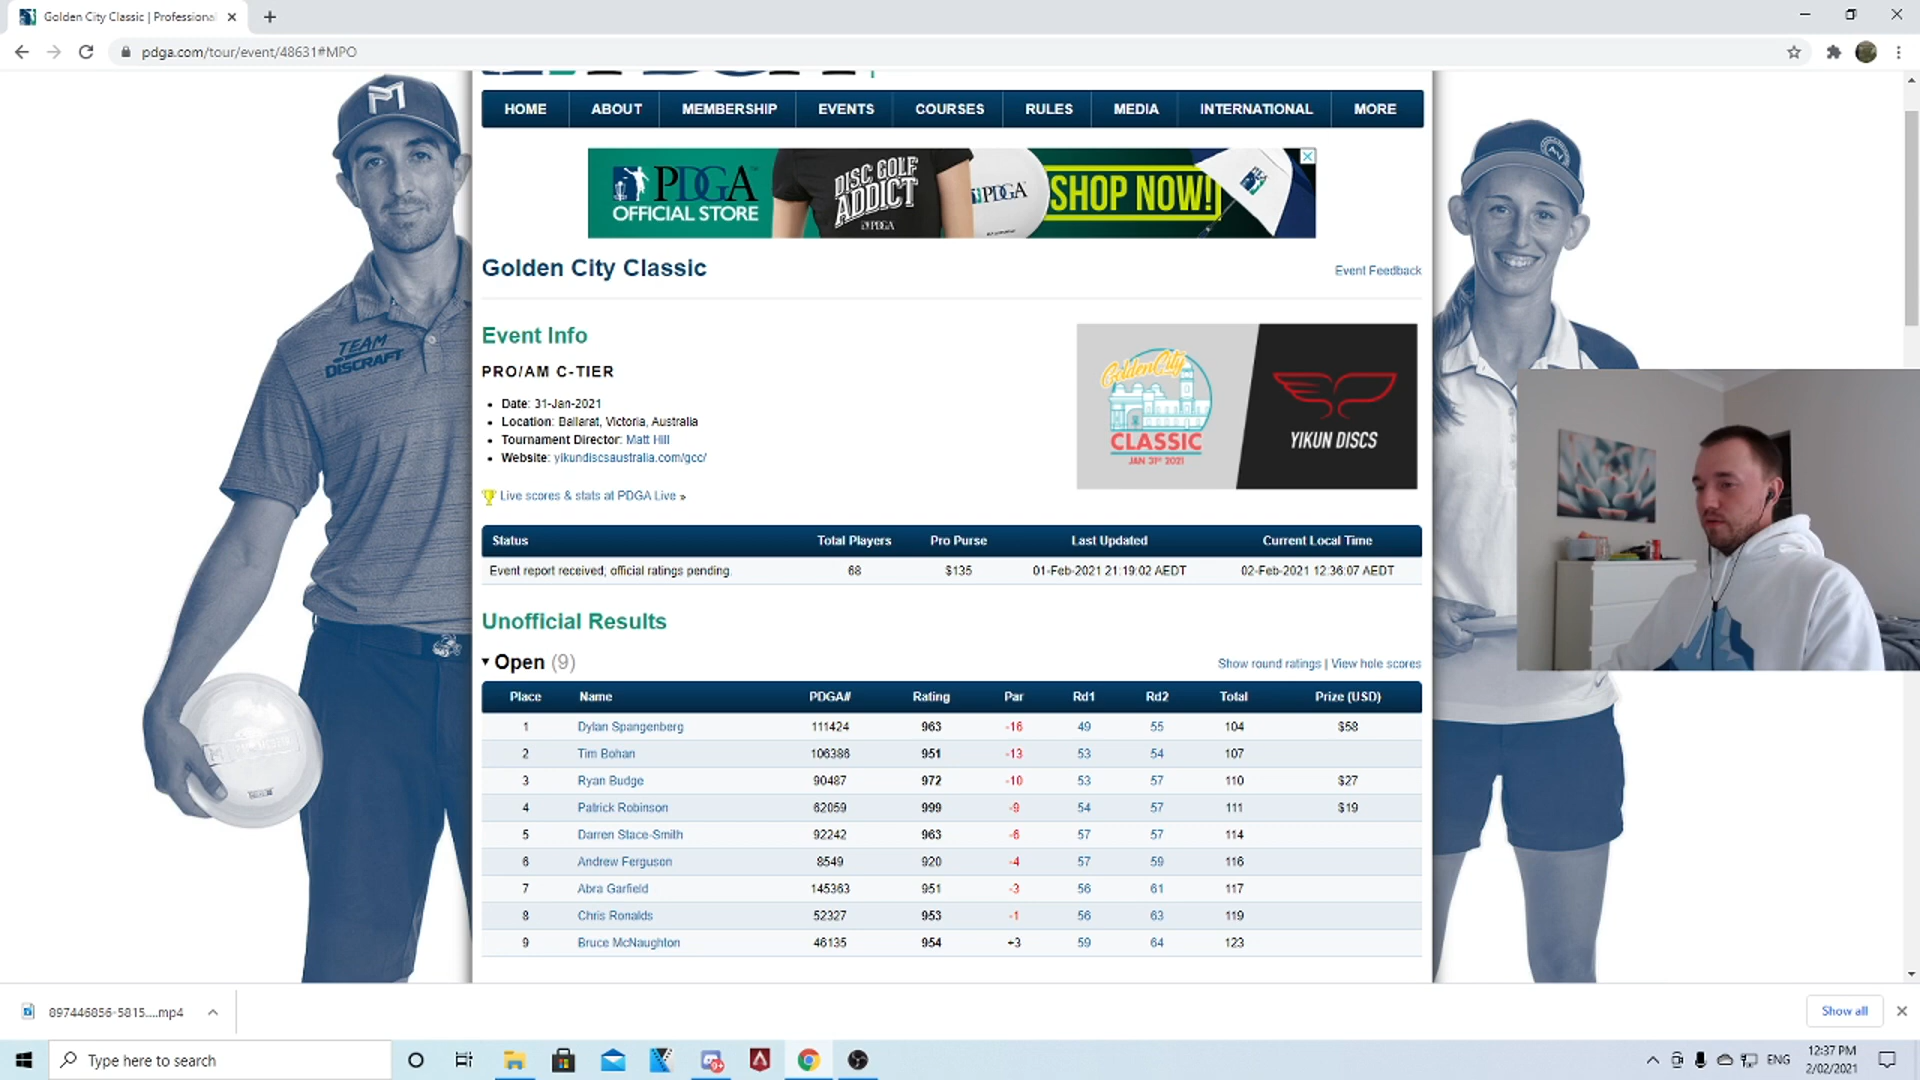 Golden City Classic | Professiona
pdga.com/tour/event/48631#MPO
HOME ABOUT MEMBERSHIP EVENTS COURSES RULES MEDIA INTERNATIONAL MORE
PDGA
OFFICIAL STORE
DISC GOLF
ADDICT
PDGA
PDGA
SHOP NOW!
Golden City Classic
Event Feedback
TEAM
DISCRAFT
Event Info
PRO/AM C-TIER
Date: 31-Jan-2021
Location: Ballarat, Victoria, Australia
Tournament Director: Matt Hill
Website: yikundiscsaustralia.com/gcc/
Live scores & stats at PDGA Live »
Golden City
CLASSIC
JAN 31st 2021
YIKUN DISCS
Status Total Players Pro Purse Last Updated Current Local Time
Event report received; official ratings pending. 68 $135 01-Feb-2021 21:19:02 AEDT 02-Feb-2021 12:36:07 AEDT
Unofficial Results
Open (9)
Show round ratings | View hole scores
Place Name PDGA# Rating Par Rd1 Rd2 Total Prize (USD)
1 Dylan Spangenberg 111424 963 -16 49 55 104 $58
2 Tim Bohan 106386 951 -13 53 54 107
3 Ryan Budge 90487 972 -10 53 57 110 $27
4 Patrick Robinson 62059 999 -9 54 57 111 $19
5 Darren Stace-Smith 92242 963 -6 57 57 114
6 Andrew Ferguson 8549 920 -4 57 59 116
7 Abra Garfield 145363 951 -3 56 61 117
8 Chris Ronalds 52327 953 -1 56 63 119
9 Bruce McNaughton 46135 954 +3 59 64 123
897446856-5815....mp4
Show all
Type here to search
ENG
12:37 PM
2/02/2021